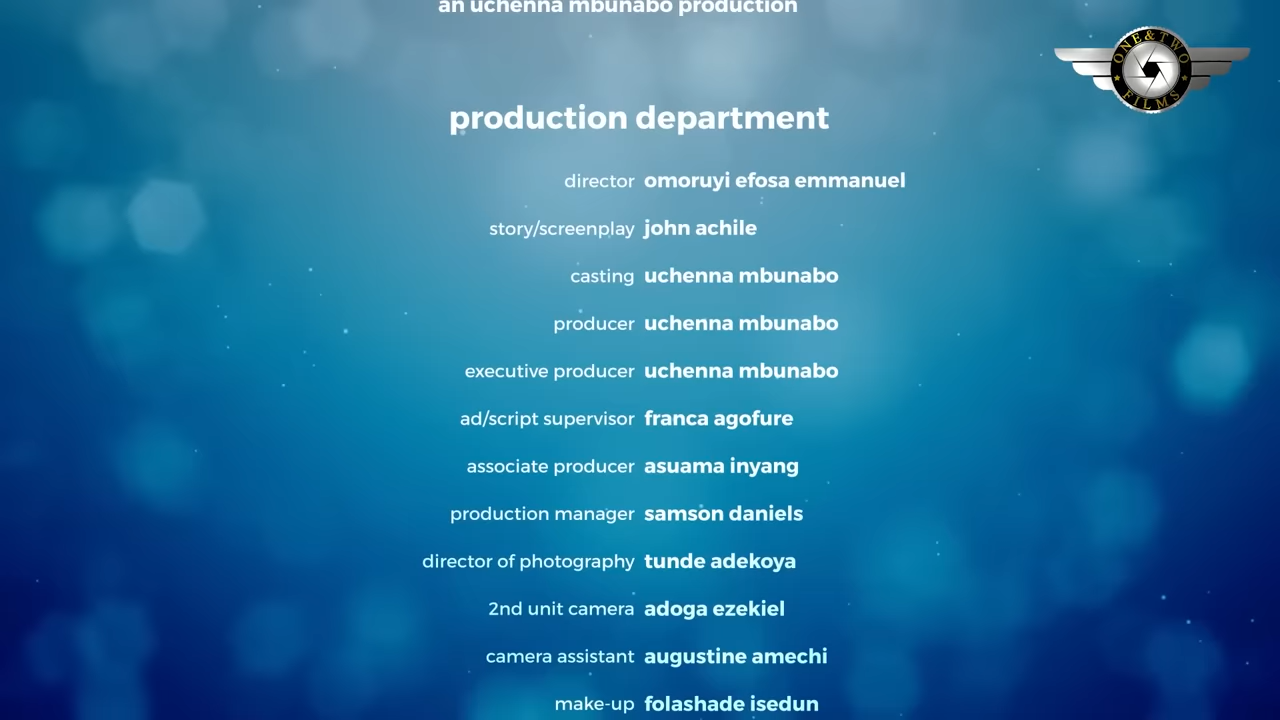 an uchenna mbunabo production
ONE&TWO
FILMS
production department
director omoruyi efosa emmanuel
story/screenplay john achile
casting uchenna mbunabo
producer uchenna mbunabo
executive producer uchenna mbunabo
ad/script supervisor franca agofure
associate producer asuama inyang
production manager samson daniels
director of photography tunde adekoya
2nd unit camera adoga ezekiel
camera assistant augustine amechi
make-up folashade isedun